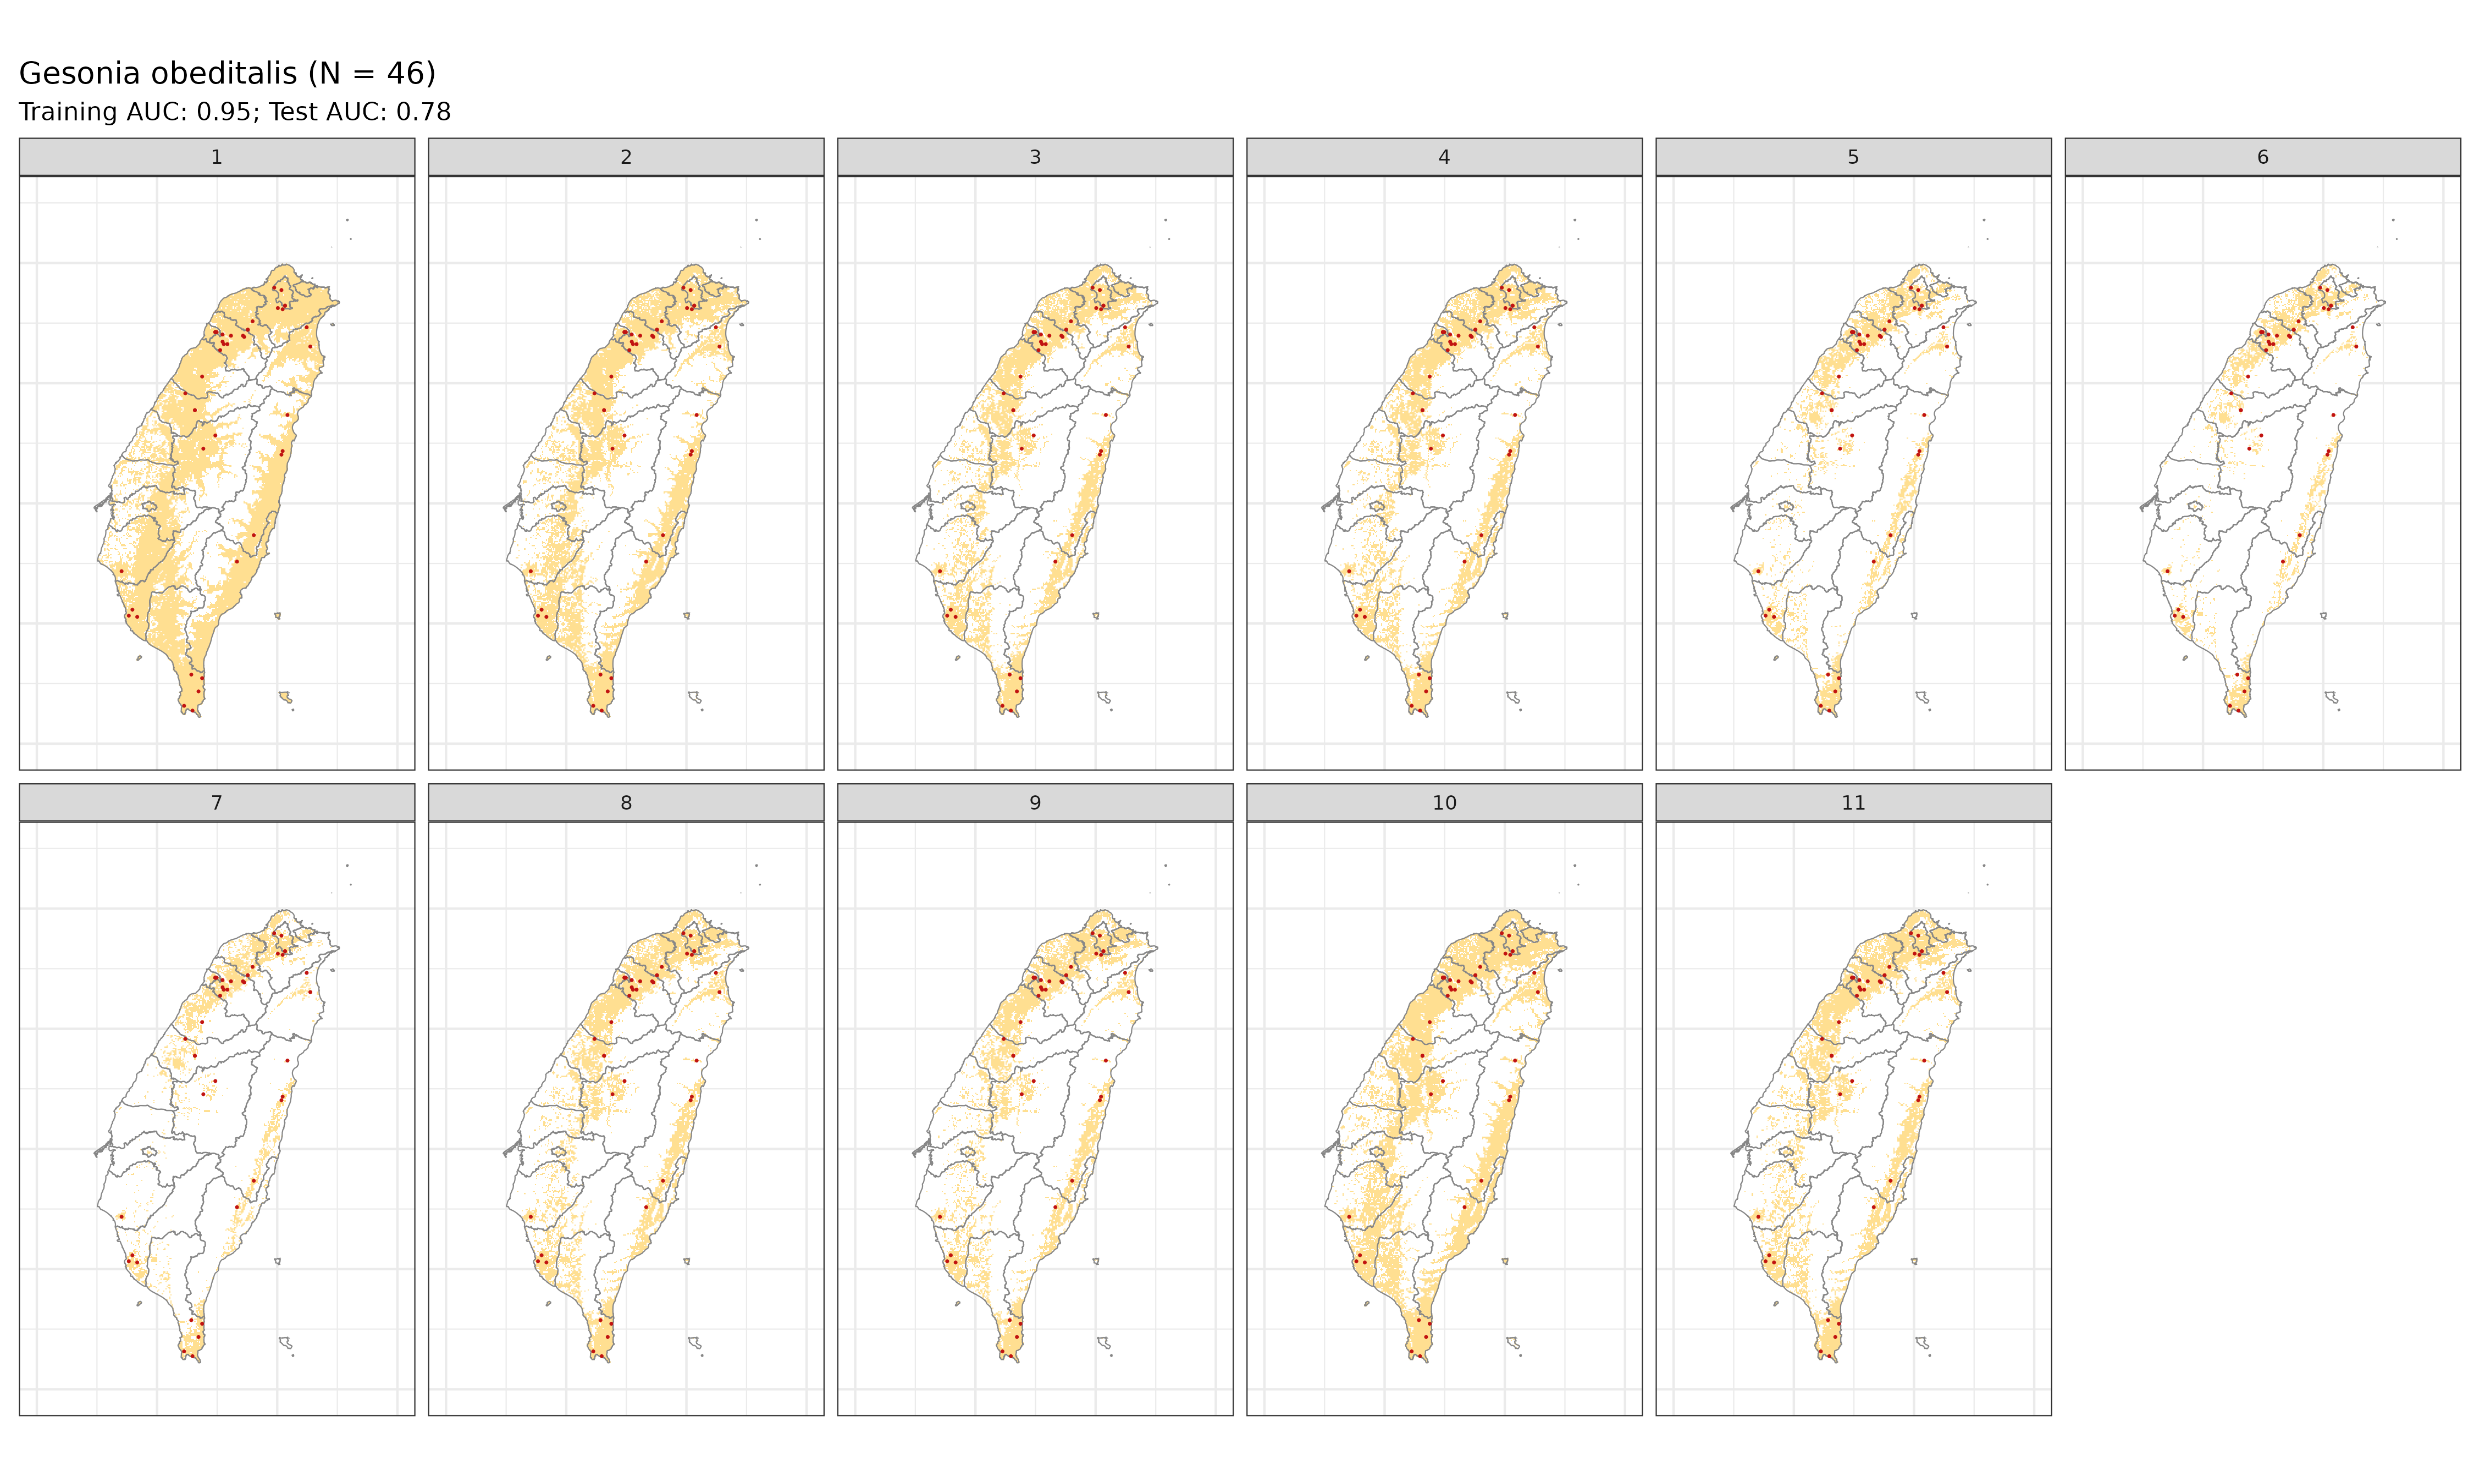 Gesonia obeditalis (N = 46)
Training AUC: 0.95; Test AUC: 0.78
1 2 3 4 5 6
7 8 9 10 11